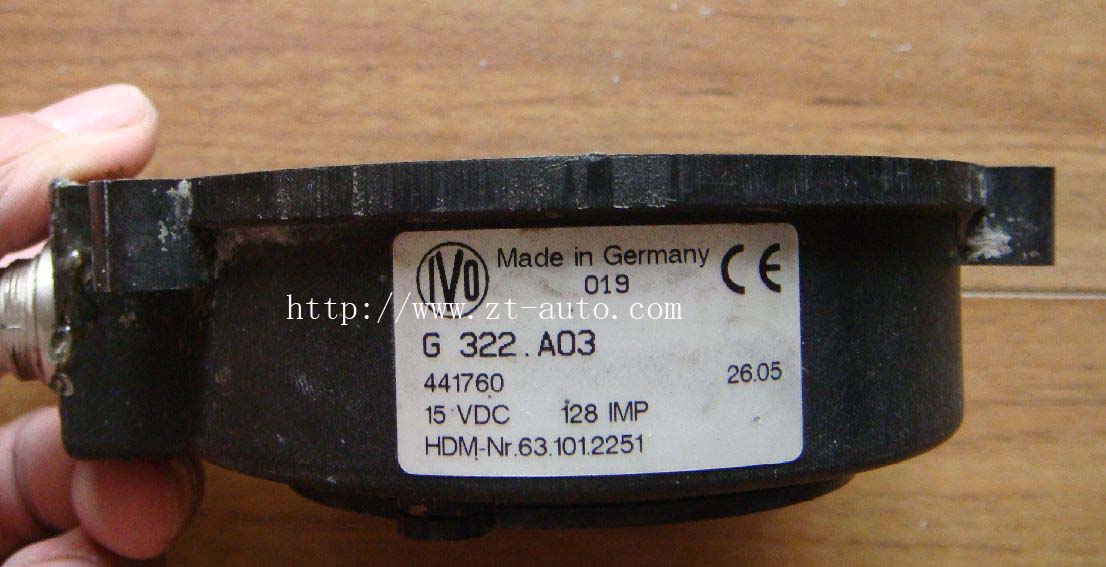 IVO
Made in Germany
019
CE
http://www.zt-auto.com
G 322.A03
441760
26.05
15 VDC 128 IMP
HDM-Nr.63.101.2251